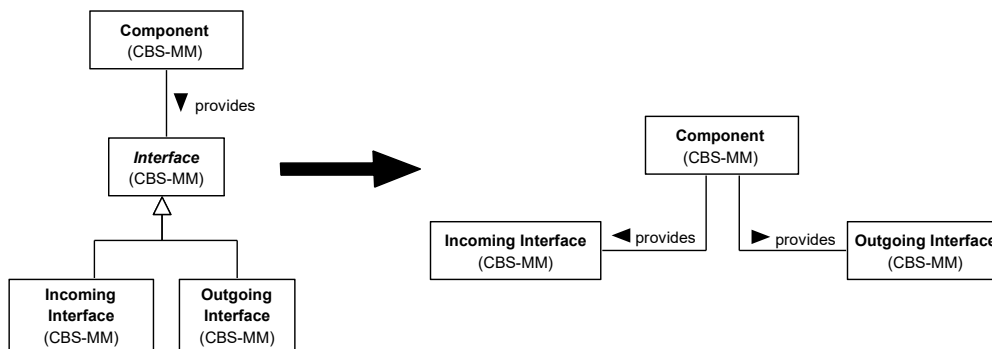 Component
(CBS-MM)
provides
Interface
(CBS-MM)
Incoming
Interface
(CBS-MM)
Outgoing
Interface
(CBS-MM)
Component
(CBS-MM)
Incoming Interface
(CBS-MM)
provides
provides
Outgoing Interface
(CBS-MM)